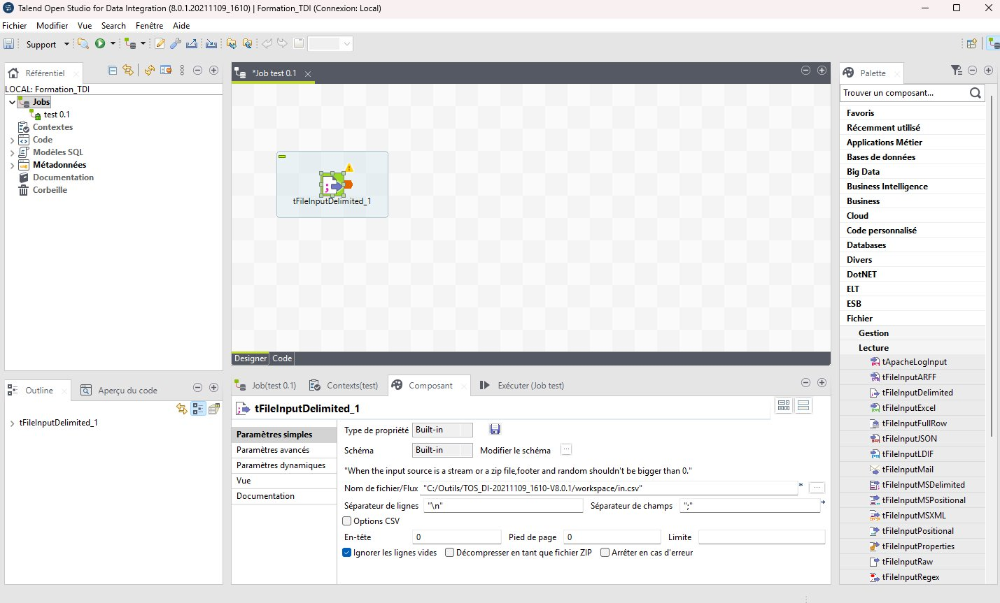 Talend Open Studio for Data Integration (8.0.1.20211109_1610) | Formation_TDI (Connexion: Local)
Fichier Modifier Vue Search Fenêtre Aide
Support
Référentiel
LOCAL: Formation_TDI
Jobs
test 0.1
Contextes
Code
Modèles SQL
Métadonnées
Documentation
Corbeille
*Job test 0.1
tFileInputDelimited_1
Designer Code
Palette
Trouver un composant...
Favoris
Récemment utilisé
Applications Métier
Bases de données
Big Data
Business Intelligence
Business
Cloud
Code personnalisé
Databases
Divers
DotNET
ELT
ESB
Fichier
Gestion
Lecture
tApacheLogInput
tFileInputARFF
tFileInputDelimited
tFileInputExcel
tFileInputFullRow
tFileInputJSON
tFileInputLDIF
tFileInputMail
tFileInputMSDelimited
tFileInputMSPositional
tFileInputMSXML
tFileInputPositional
tFileInputProperties
tFileInputRaw
tFileInputRegex
Outline Aperçu du code
tFileInputDelimited_1
Job(test 0.1) Contexts(test) Composant Exécuter (Job test)
tFileInputDelimited_1
Paramètres simples
Paramètres avancés
Paramètres dynamiques
Vue
Documentation
Type de propriété Built-in
Schéma Built-in Modifier le schéma ...
"When the input source is a stream or a zip file,footer and random shouldn't be bigger than 0."
Nom de fichier/Flux "C:/Outils/TOS_DI-20211109_1610-V8.0.1/workspace/in.csv" * ...
Séparateur de lignes "\n" Séparateur de champs ";" *
Options CSV
En-tête 0 Pied de page 0 Limite
Ignorer les lignes vides Décompresser en tant que fichier ZIP Arrêter en cas d'erreur